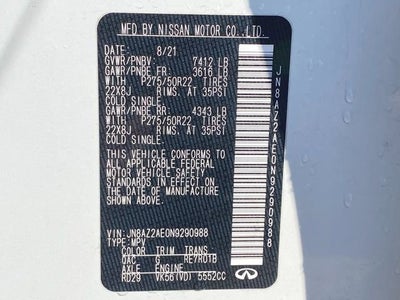 MFD BY NISSAN MOTOR CO.,LTD.
DATE: 8/21
GVWR/PNBV: 7412 LB
GAWR/PNBE FR: 3616 LB
WITH P275/50R22 TIRES,
22X8J RIMS, AT 35PSI
COLD SINGLE.
GAWR/PNBE RR: 4343 LB
WITH P275/50R22 TIRES,
22X8J RIMS, AT 35PSI
COLD SINGLE.
THIS VEHICLE CONFORMS TO
ALL APPLICABLE FEDERAL
MOTOR VEHICLE SAFETY
STANDARDS IN EFFECT ON
THE DATE OF MANUFACTURE
SHOWN ABOVE.
VIN:JN8AZ2AE0N9290988
TYPE:MPV
COLOR TRIM TRANS
QAC G RE7R01B
AXLE ENGINE
RD29 VK56(VD) 5552CC
INFINITI
JN8AZ2AE0N9290988